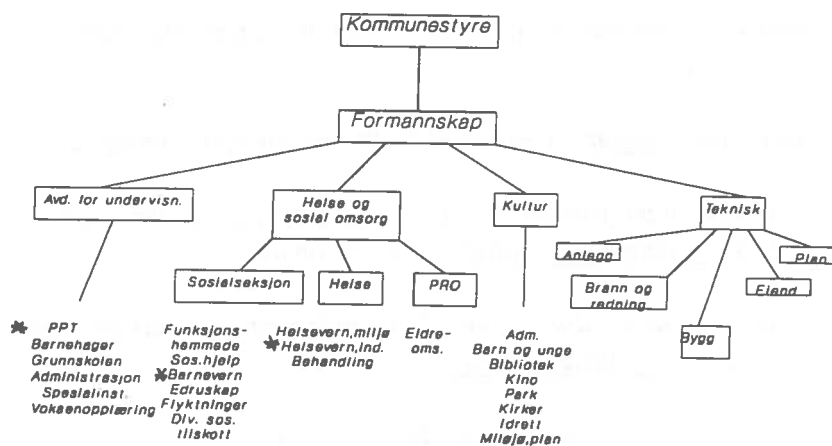 Kommunestyre
Formannskap
Avd. for undervisn.
Helse og
sosial omsorg
Kultur
Teknisk
Sosialseksjon
Helse
PRO
Anlegg
Brann og
redning
Bygg
Eiend
Plan
* PPT
Barnehager
Grunnskolen
Administrasjon
Spesialinst.
Voksenopplæring
Funksjons-
hemmede
Sos.hjelp
*Barnevern
Edruskap
Flyktninger
Div. sos.
tilskott
Helsevern,miljø
*Helsevern,ind.
Behandling
Eldre-
oms.
Adm.
Barn og unge
Bibliotek
Kino
Park
Kirker
Idrett
Miløjø,plan